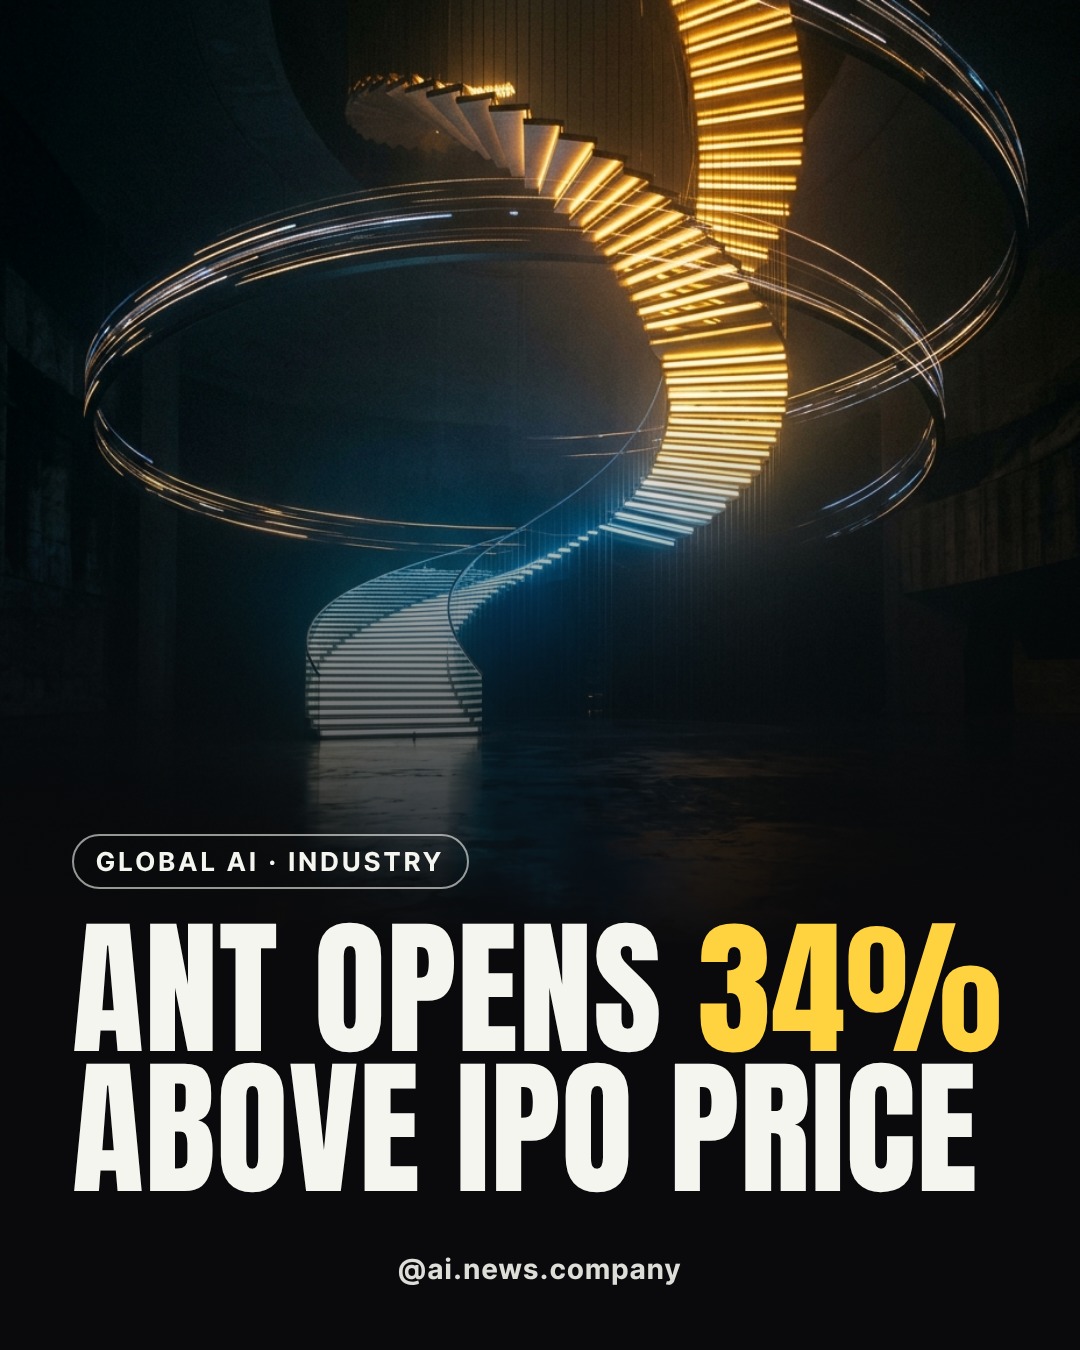 GLOBAL AI · INDUSTRY
ANT OPENS 34%
ABOVE IPO PRICE
@ai.news.company